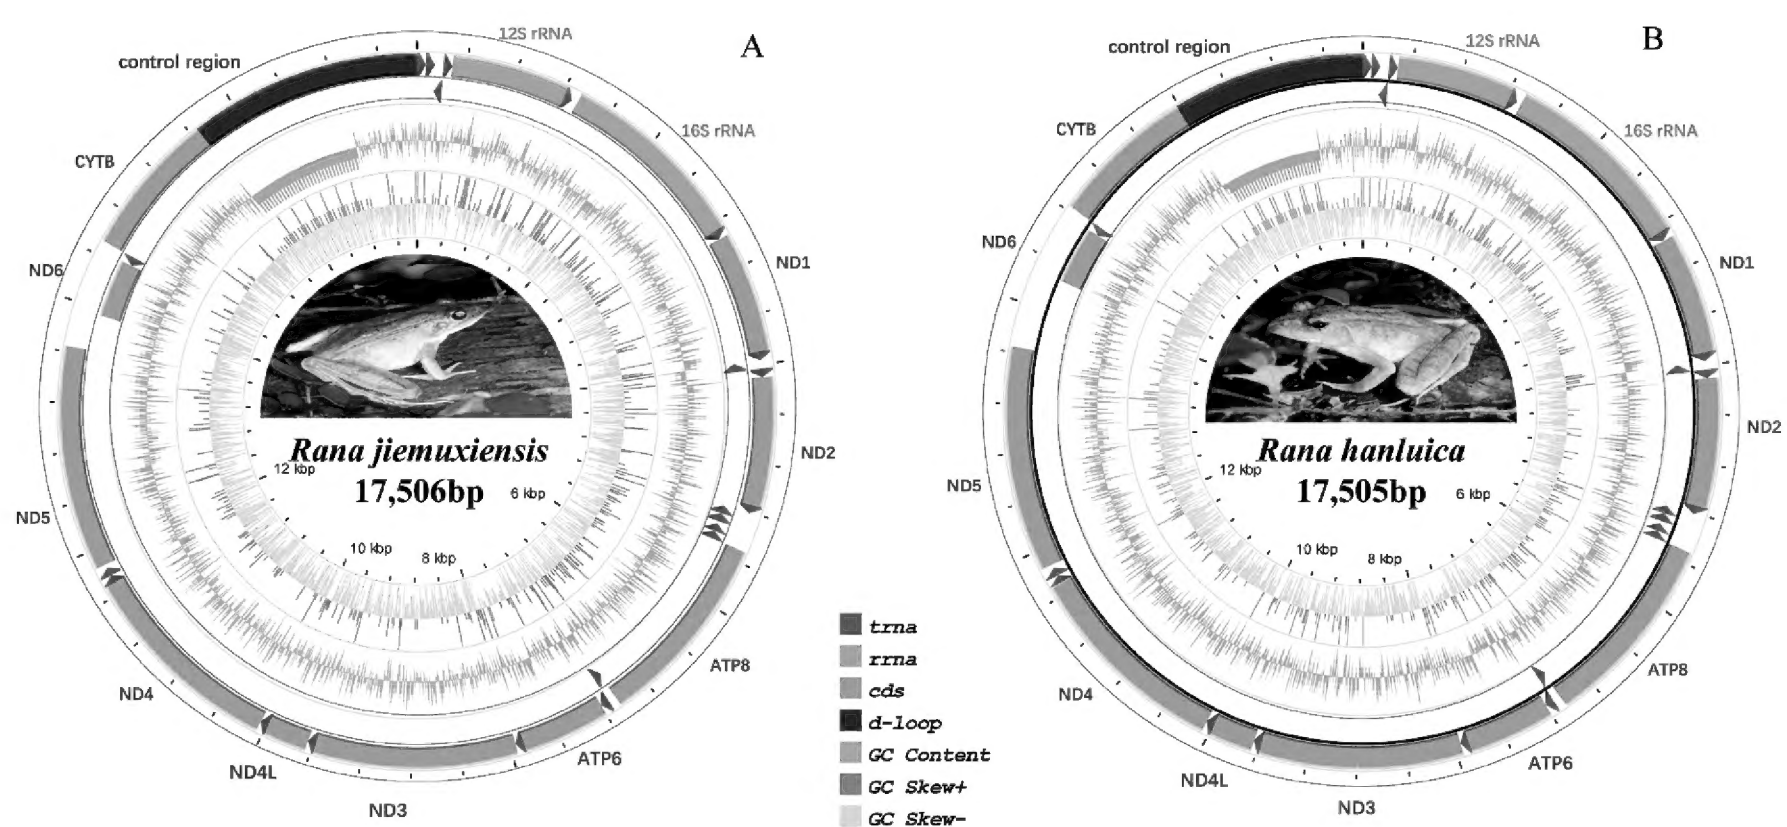 A
12S rRNA
control region
16S rRNA
CYTB
ND6
ND1
ND2
Rana jiemuxiensis
17,506bp
12 kbp
6 kbp
10 kbp
8 kbp
ND5
ND4
ATP8
ATP6
ND4L
ND3
trna
rrna
cds
d-loop
GC Content
GC Skew+
GC Skew-
B
12S rRNA
control region
16S rRNA
CYTB
ND6
ND1
ND2
Rana hanluica
17,505bp
12 kbp
6 kbp
10 kbp
8 kbp
ND5
ND4
ATP8
ATP6
ND4L
ND3